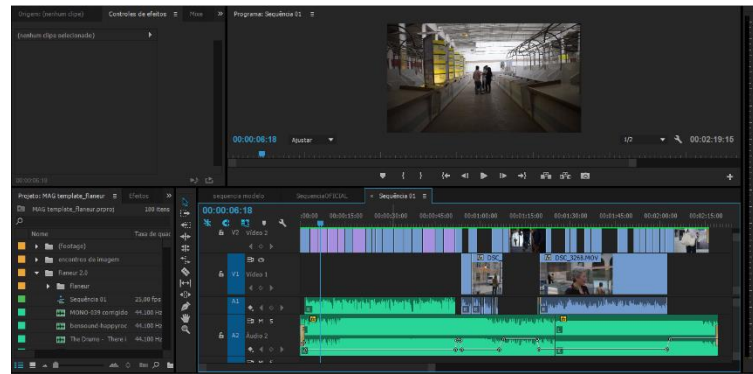 Origem: (nenhum clipe)
Controles de efeitos
Programa: Sequência 01
(nenhum clipe selecionado)
00:00:06:18
Ajustar
1/2
00:02:19:15
00:00:06:18
Projeto: MAG template_flaneur
Efeitos
MAG template_flaneur.prproj
100 itens
Nome
Taxa de quad
(footage)
encontros da imagem
flaneur 2.0
Flaneur
Sequência 01
25,00 fps
MONO-039 corrigido
44.100 Hz
bensound-happyroc
44.100 Hz
The Drums - There i
44.100 Hz
sequence modelo
SequenciaOFICIAL
Sequência 01
00:00:06:18
:00:00
00:00:15:00
00:00:30:00
00:00:45:00
00:01:00:00
00:01:15:00
00:01:30:00
00:01:45:00
00:02:00:00
00:02:15:00
V2
Vídeo 2
V1
Vídeo 1
DSC_
DSC_3258.MOV
A1
M S
A2
Áudio 2